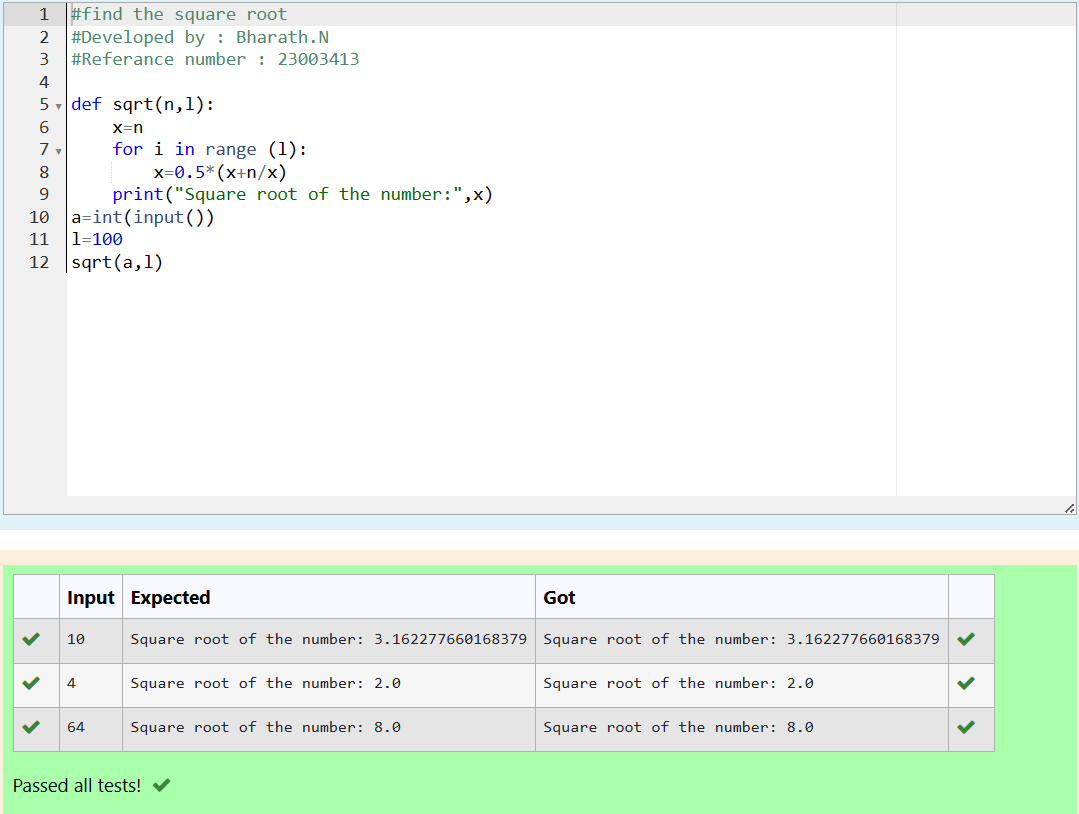 1 #find the square root
2 #Developed by : Bharath.N
3 #Referance number : 23003413
4
5 def sqrt(n,l):
6     x=n
7     for i in range (l):
8         x=0.5*(x+n/x)
9     print("Square root of the number:",x)
10 a=int(input())
11 l=100
12 sqrt(a,l)
Input Expected Got
10 Square root of the number: 3.162277660168379 Square root of the number: 3.162277660168379
4 Square root of the number: 2.0 Square root of the number: 2.0
64 Square root of the number: 8.0 Square root of the number: 8.0
Passed all tests!